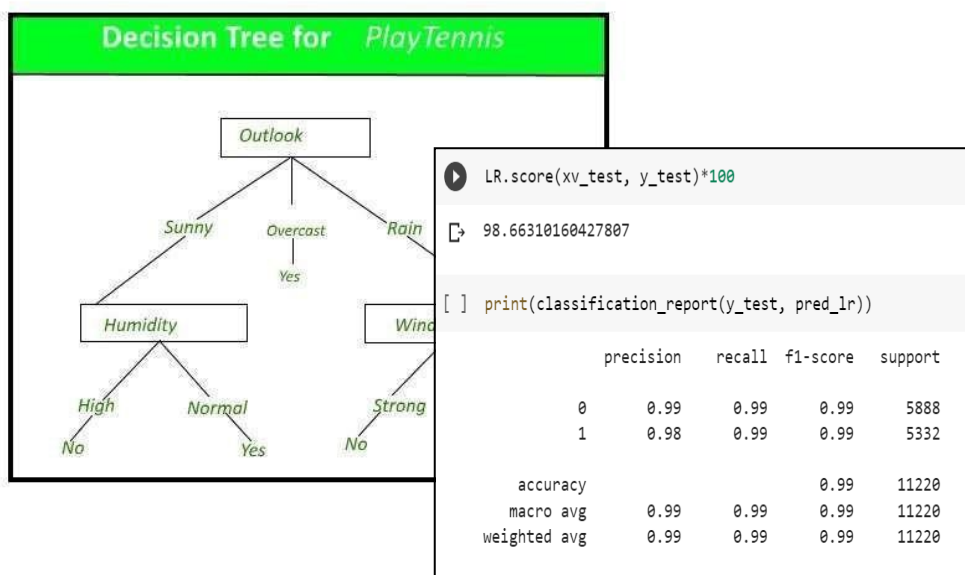 Decision Tree for PlayTennis
Outlook
Sunny Overcast Rain
Yes
Humidity Wind
High Normal Strong
No Yes No
LR.score(xv_test, y_test)*100
98.66310160427807
[ ] print(classification_report(y_test, pred_lr))
precision recall f1-score support
0 0.99 0.99 0.99 5888
1 0.98 0.99 0.99 5332
accuracy 0.99 11220
macro avg 0.99 0.99 0.99 11220
weighted avg 0.99 0.99 0.99 11220